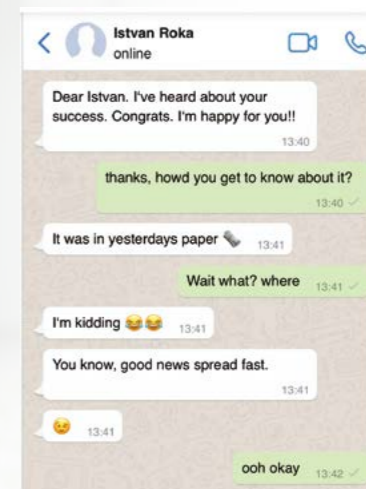 Istvan Roka
online
Dear Istvan. I've heard about your
success. Congrats. I'm happy for you!!
13:40
thanks, howd you get to know about it?
13:40
It was in yesterdays paper 🗞️ 13:41
Wait what? where 13:41
I'm kidding 😂😂 13:41
You know, good news spread fast.
13:41
😉 13:41
ooh okay 13:42